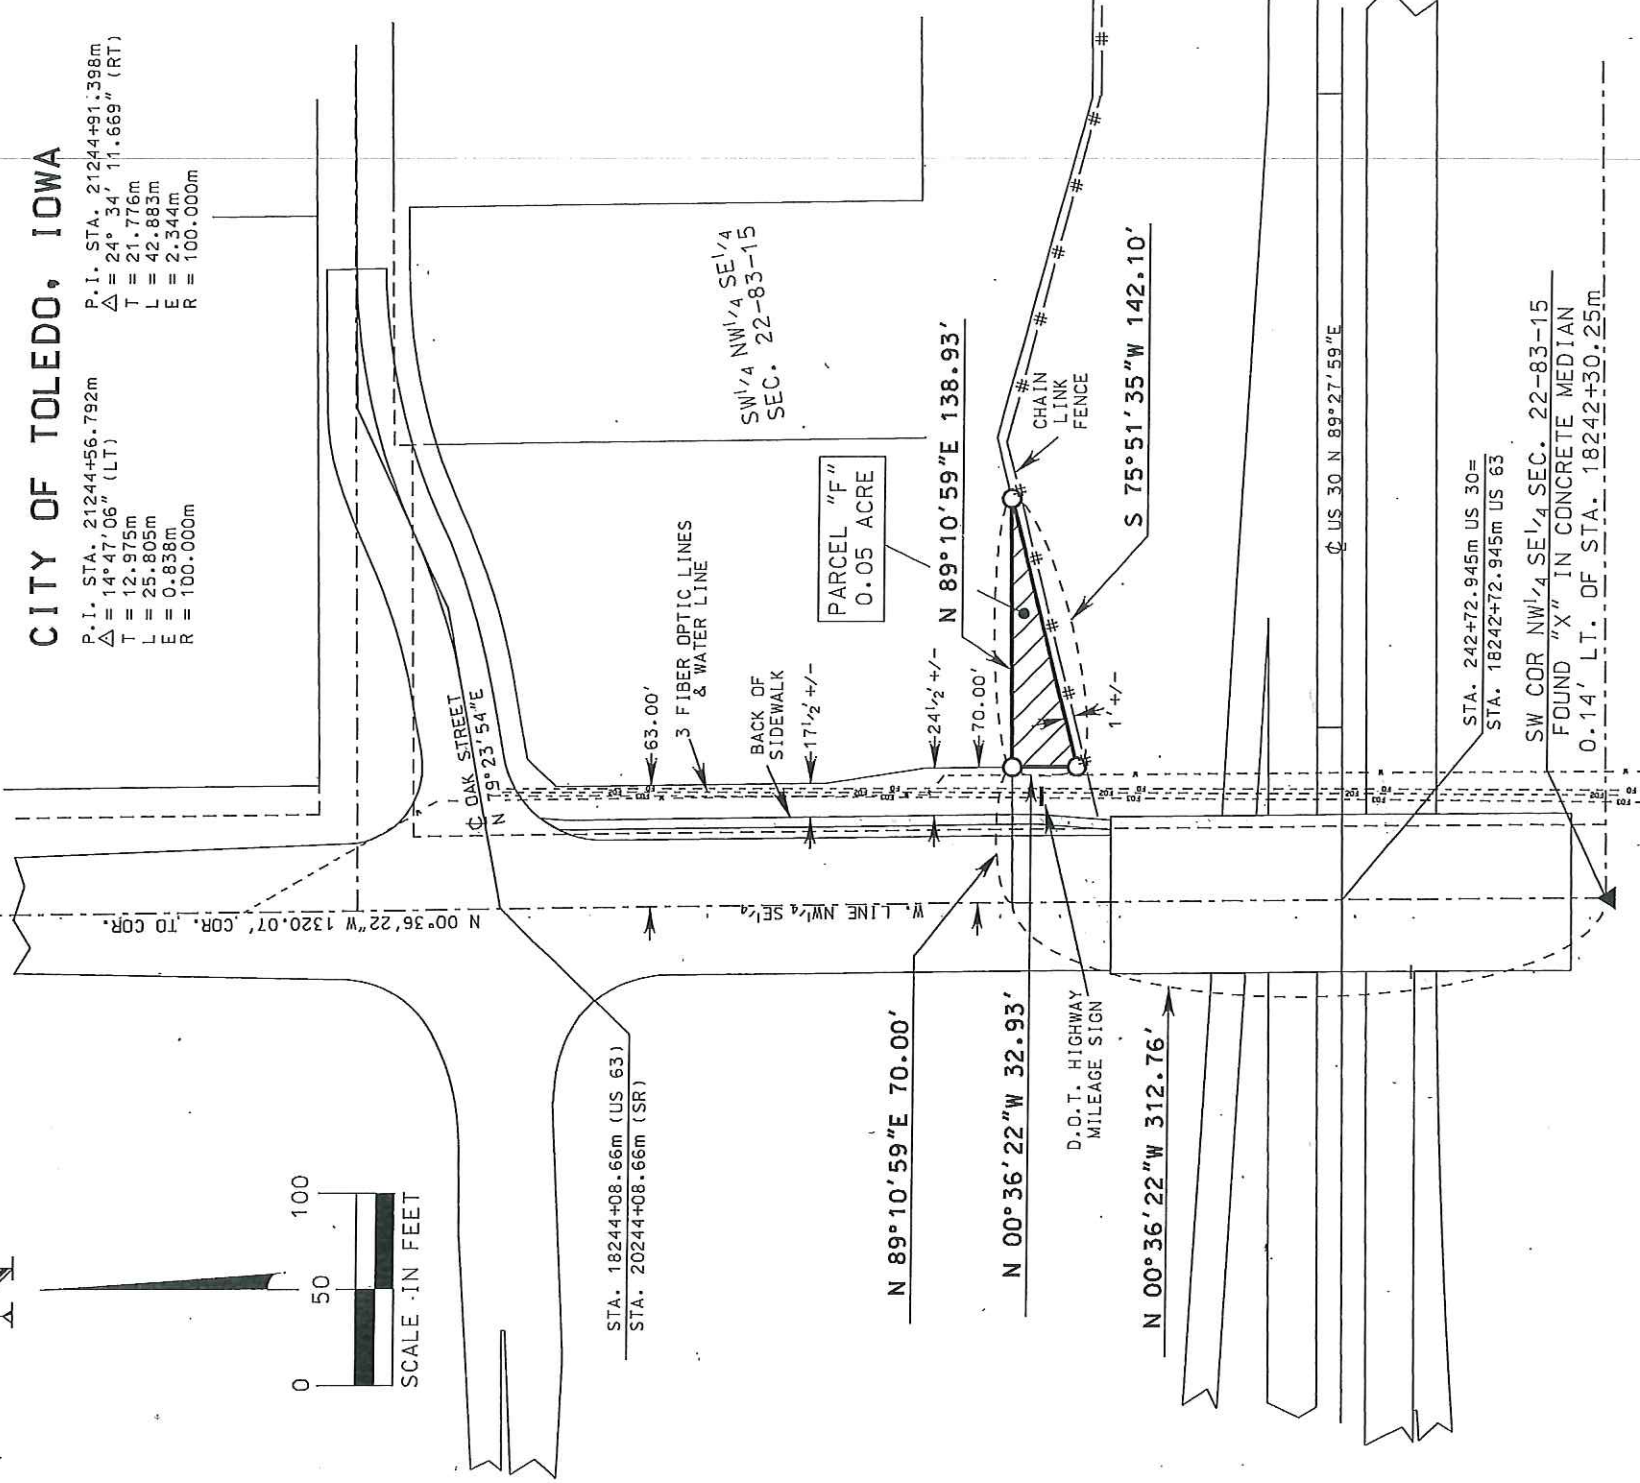 CITY OF TOLEDO, IOWA
P.I. STA. 21244+56.792m
△ = 14°47'06" (LT)
T = 12.975m
L = 25.805m
E = 0.838m
R = 100.000m
P.I. STA. 21244+91.398m
△ = 24° 34' 11.669" (RT)
T = 21.776m
L = 42.883m
E = 2.344m
R = 100.000m
0 50 100
SCALE IN FEET
N 00°36'22"W 1320.07' COR. TO COR.
℄ OAK STREET
N 79°23'54"E
STA. 18244+08.66m (US 63)
STA. 20244+08.66m (SR)
63.00'
3 FIBER OPTIC LINES
& WATER LINE
BACK OF
SIDEWALK
17½' +/-
24½' +/-
70.00'
W. LINE NW¼ SE¼
SW¼ NW¼ SE¼
SEC. 22-83-15
PARCEL "F"
0.05 ACRE
N 89°10'59"E 138.93'
CHAIN
LINK
FENCE
S 75°51'35"W 142.10'
1' +/-
N 89°10'59"E 70.00'
N 00°36'22"W 32.93'
D.O.T. HIGHWAY
MILEAGE SIGN
N 00°36'22"W 312.76'
℄ US 30 N 89°27'59"E
STA. 242+72.945m US 30=
STA. 18242+72.945m US 63
SW COR NW¼ SE¼ SEC. 22-83-15
FOUND "X" IN CONCRETE MEDIAN
0.14' LT. OF STA. 18242+30.25m